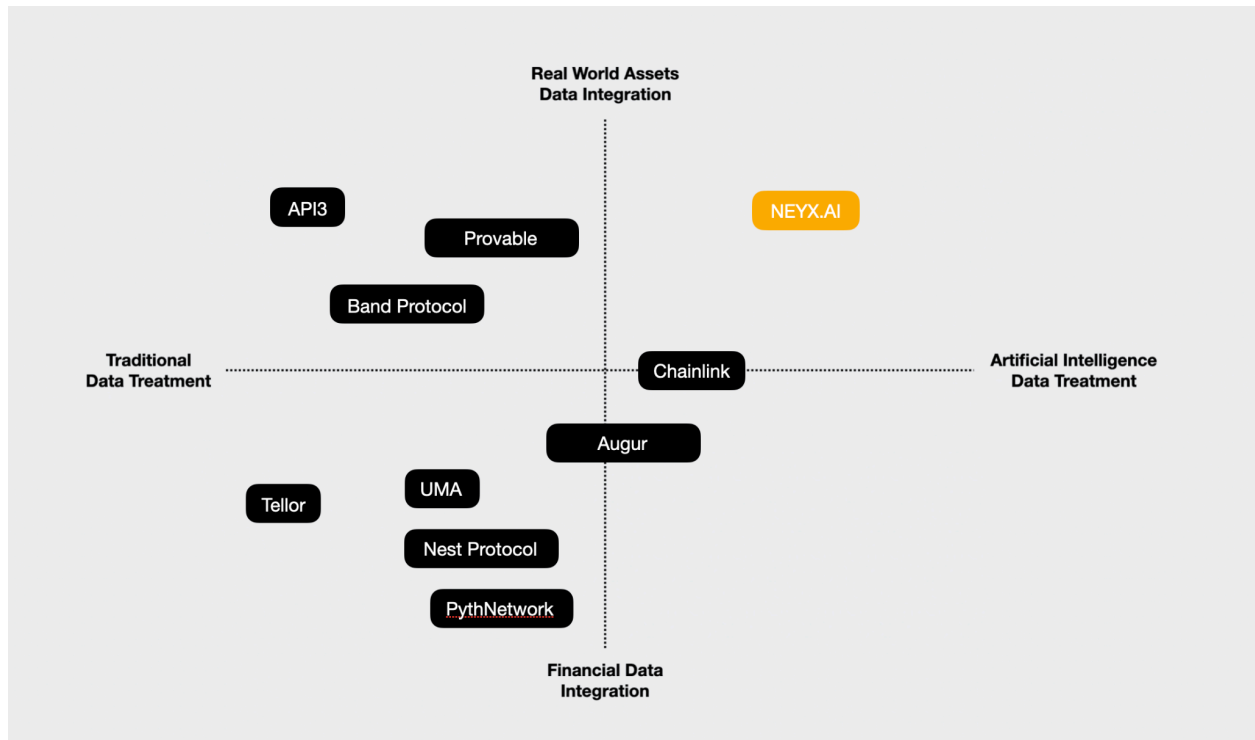 Real World Assets
Data Integration
API3
NEYX.AI
Provable
Band Protocol
Traditional
Data Treatment
Chainlink
Artificial Intelligence
Data Treatment
Augur
UMA
Tellor
Nest Protocol
PythNetwork
Financial Data
Integration